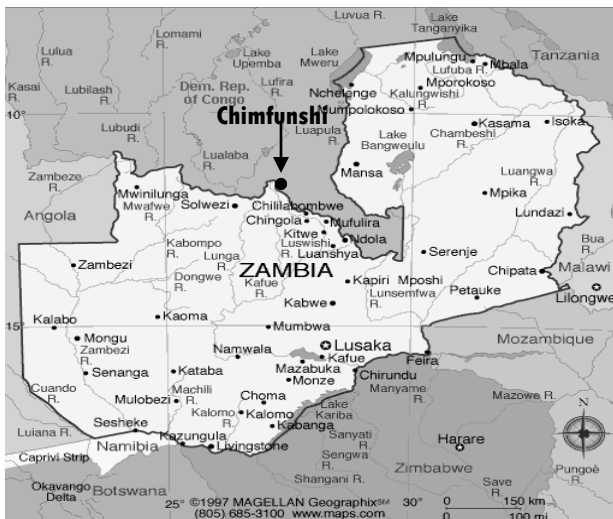 Lulua R.
Lomami R.
Luvua R.
Lake Tanganyika
Lake Upemba
Lake Mweru
Mpulungu
Mbala
Tanzania
Kasai R.
Lubilash R.
Dem. Rep. of Congo
Lufira R.
Nchelenge
Lufuba R.
Mporokoso
Kalungwishi R.
Mumpolokoso
10°
Chimfunshi
Kasama
Isoka
Lubudi R.
Luapula R.
Chambeshi R.
Lake Bangweulu
Lualaba R.
Mansa
Luangwa R.
Zambeze R.
Mwinilunga
Mwafwe R.
Solwezi
Chililabombwe
Chingola
Mufulira
Mpika
Lundazi
Angola
Kabompo R.
Lunga R.
Kitwe
Luswishi R.
Ndola
Luanshya
Serenje
Bua R.
Malawi
Zambezi
Dongwe R.
ZAMBIA
Kafue R.
Kapiri
Mposhi
Chipata
Lunsemfwa R.
Petauke
Lilongwe
Kabwe
Kalabo
Kaoma
15°
Mumbwa
Mongu
Lusaka
Mozambique
Zambezi R.
Namwala
Kafue
Feira
Senanga
Kataba
Mazabuka
Chirundu
Cuando R.
Machili R.
Monze
Manyame R.
Mulobezi
Choma
Mazowe R.
Kalomo R.
Kalomo
Lake Kariba
Luiana R.
Sesheke
Kabanga
Sanyati R.
Harare
N
Namibia
Kazungula
Livingstone
Sengwa R.
Caprivi Strip
Zimbabwe
Pungoè R.
Okavango Delta
Botswana
Shangani R.
Save R.
25°
©1997 MAGELLAN Geographix℠
(805) 685-3100 www.maps.com
30°
0
150 km
0
100 mi